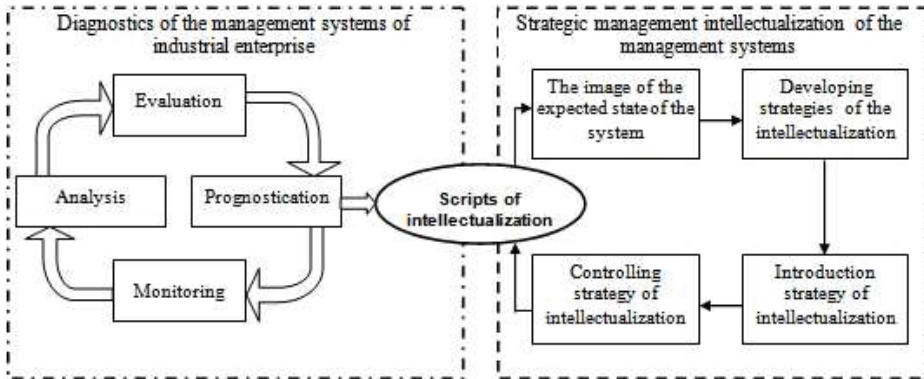 Diagnostics of the management systems of
industrial enterprise
Evaluation
Analysis
Prognostication
Monitoring
Scripts of
intellectualization
Strategic management intellectualization of the
management systems
The image of the
expected state of the
system
Developing
strategies of the
intellectualization
Controlling
strategy of
intellectualization
Introduction
strategy of
intellectualization